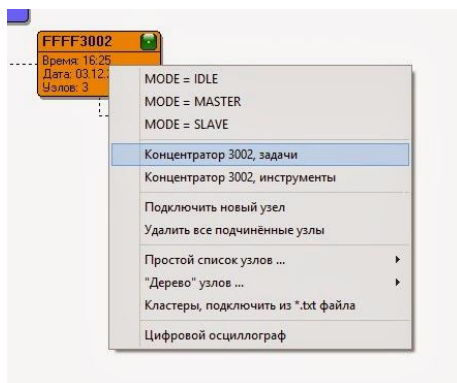 FFFF3002
Время: 16:25
Дата: 03.12.
Узлов: 3
MODE = IDLE
MODE = MASTER
MODE = SLAVE
Концентратор 3002, задачи
Концентратор 3002, инструменты
Подключить новый узел
Удалить все подчинённые узлы
Простой список узлов ...
"Дерево" узлов ...
Кластеры, подключить из *.txt файла
Цифровой осциллограф